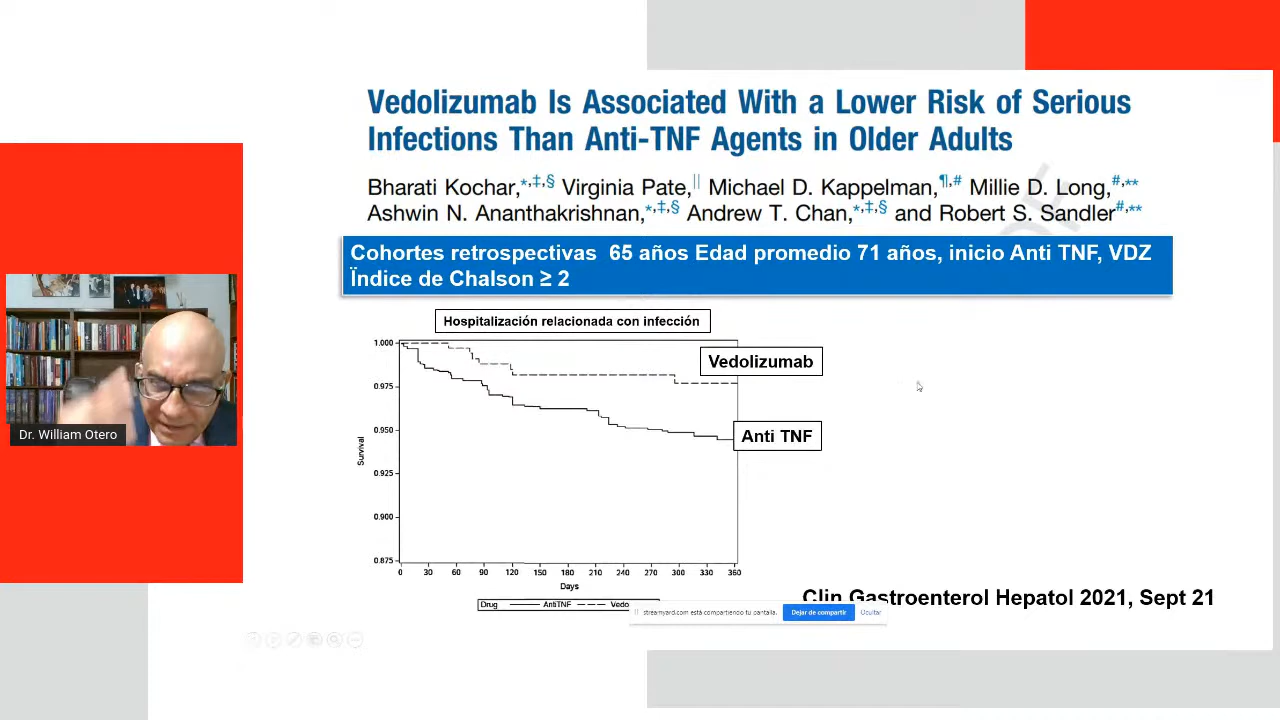 Vedolizumab Is Associated With a Lower Risk of Serious
Infections Than Anti-TNF Agents in Older Adults
Bharati Kochar,*,‡,§ Virginia Pate,|| Michael D. Kappelman,¶,# Millie D. Long,#,**
Ashwin N. Ananthakrishnan,*,‡,§ Andrew T. Chan,*,‡,§ and Robert S. Sandler#,**
Cohortes retrospectivas 65 años Edad promedio 71 años, inicio Anti TNF, VDZ
Ïndice de Chalson ≥ 2
Hospitalización relacionada con infección
Vedolizumab
Anti TNF
1.000
0.975
0.950
0.925
0.900
0.875
Survival
0 30 60 90 120 150 180 210 240 270 300 330 360
Days
Drug AntiTNF Vedo
Clin Gastroenterol Hepatol 2021, Sept 21
streamyard.com está compartiendo tu pantalla. Dejar de compartir Ocultar
Dr. William Otero